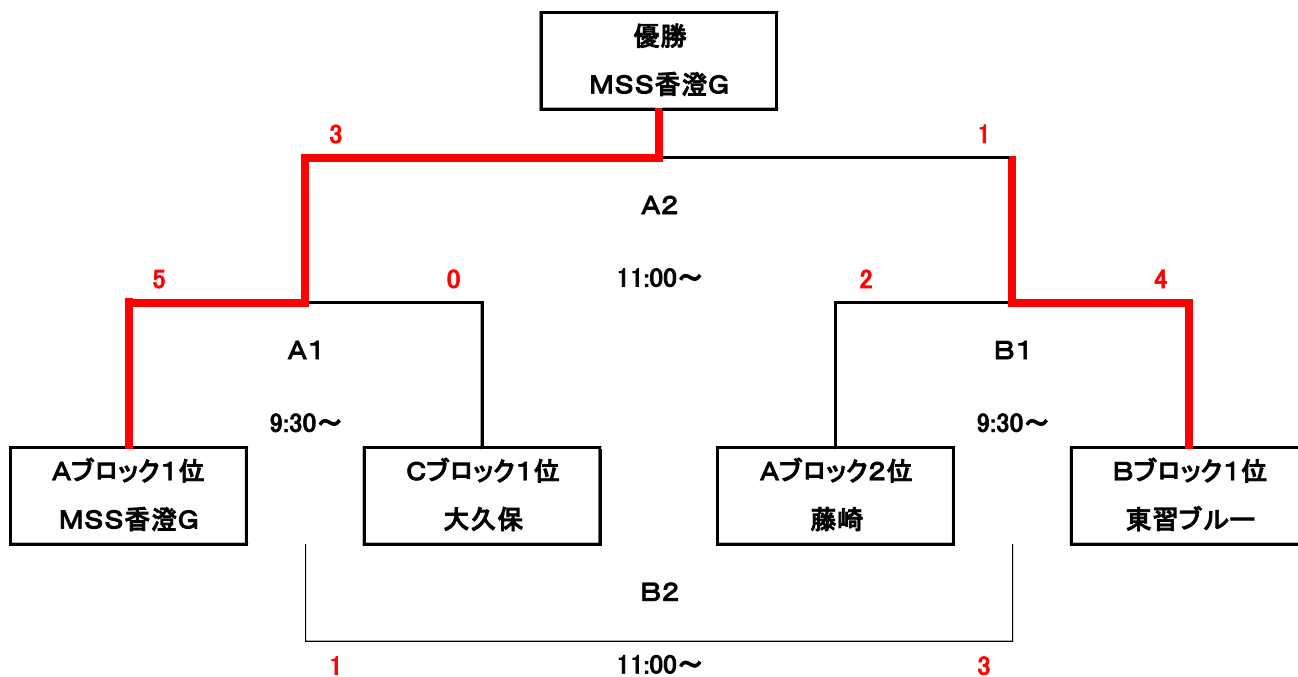 優勝
MSS香澄G
3
1
A2
5
0
11:00～
2
4
A1
B1
9:30～
9:30～
Aブロック1位
MSS香澄G
Cブロック1位
大久保
Aブロック2位
藤崎
Bブロック1位
東習ブルー
B2
1
11:00～
3